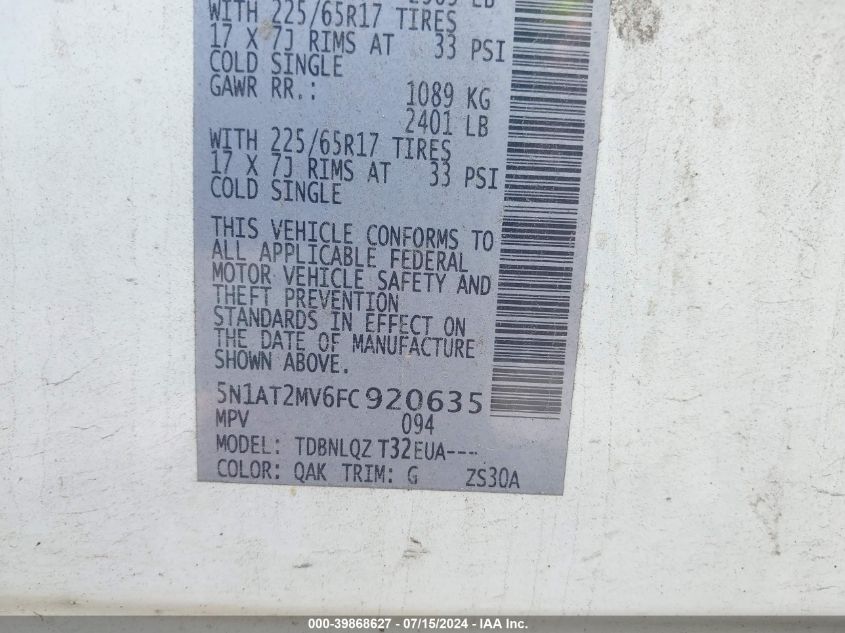 WITH 225/65R17 TIRES
17 X 7J RIMS AT 33 PSI
COLD SINGLE
GAWR RR.: 1089 KG
2401 LB
WITH 225/65R17 TIRES
17 X 7J RIMS AT 33 PSI
COLD SINGLE
THIS VEHICLE CONFORMS TO
ALL APPLICABLE FEDERAL
MOTOR VEHICLE SAFETY AND
THEFT PREVENTION
STANDARDS IN EFFECT ON
THE DATE OF MANUFACTURE
SHOWN ABOVE.
5N1AT2MV6FC920635
MPV 094
MODEL: TDBNLQZ T32EUA----
COLOR: QAK TRIM: G ZS30A
000-39868627 - 07/15/2024 - IAA Inc.